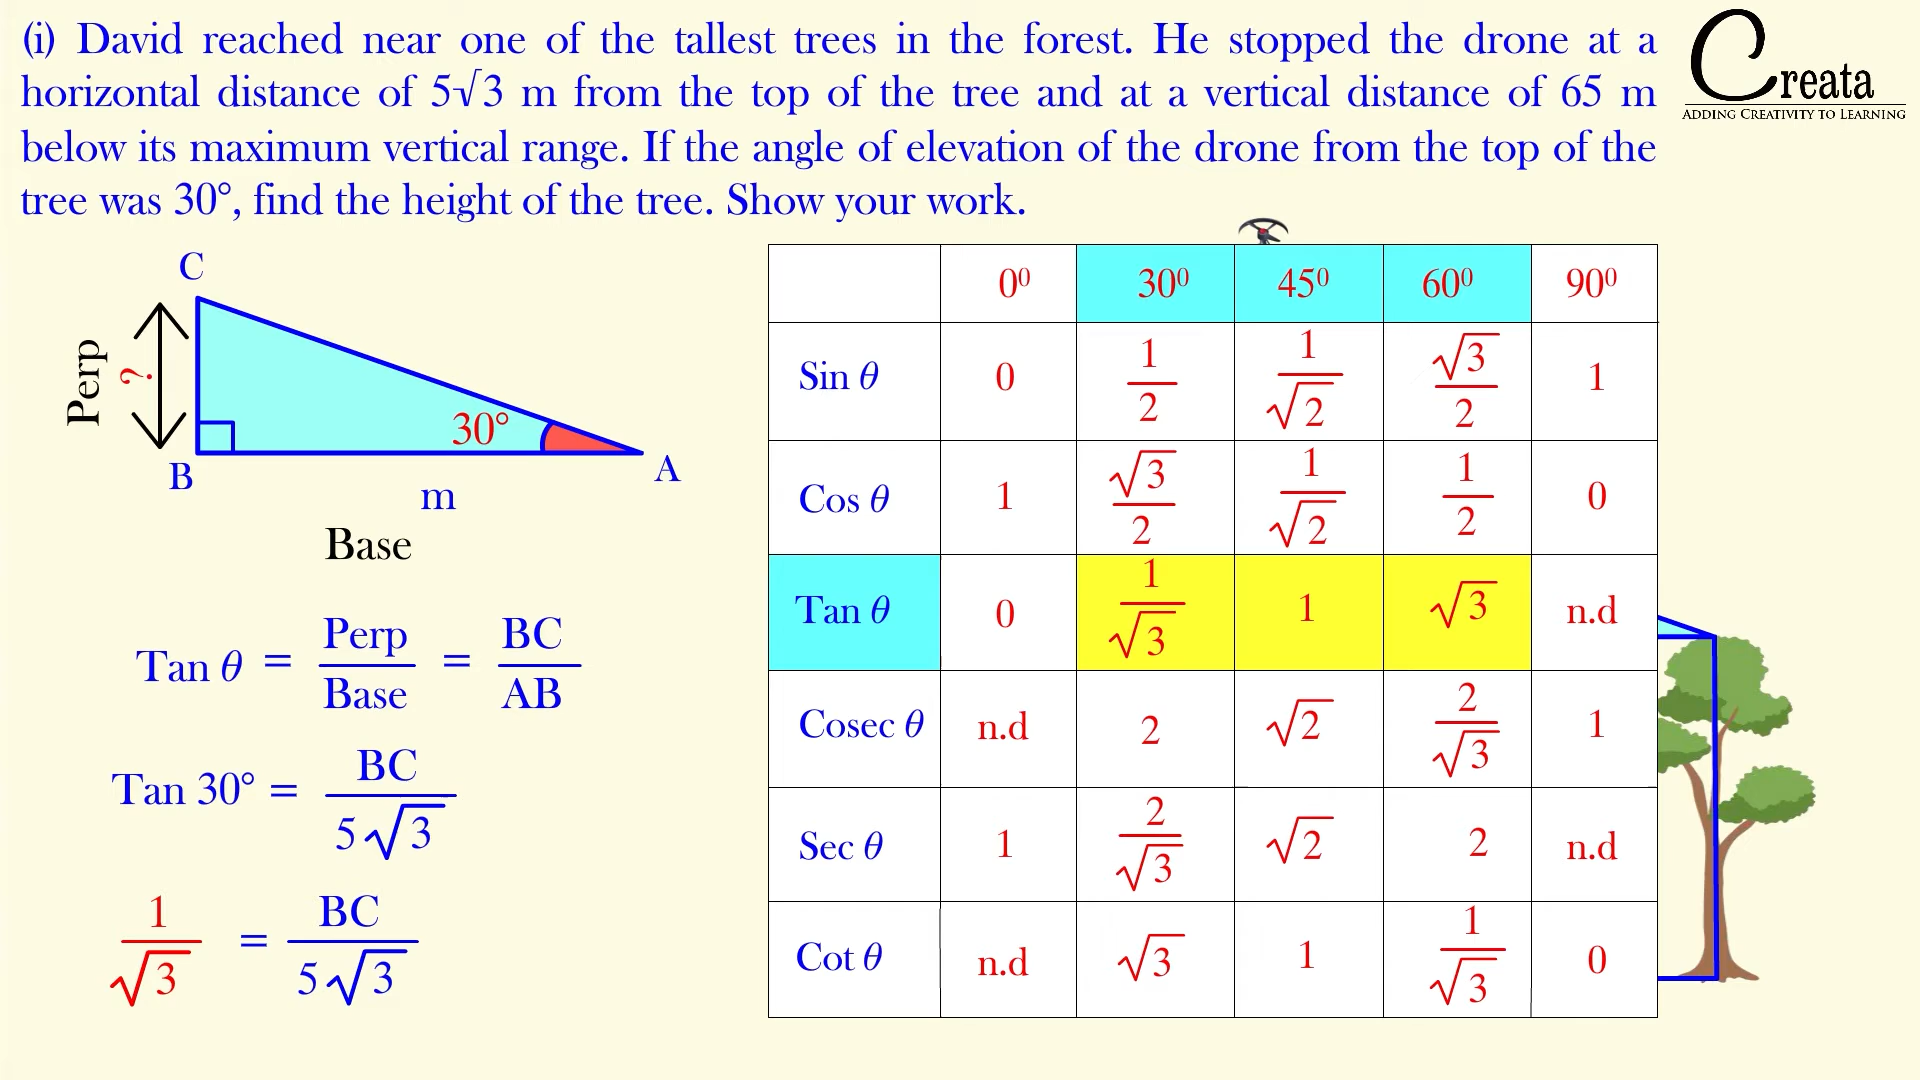 (i) David reached near one of the tallest trees in the forest. He stopped the drone at a
horizontal distance of 5√3 m from the top of the tree and at a vertical distance of 65 m
below its maximum vertical range. If the angle of elevation of the drone from the top of the
tree was 30°, find the height of the tree. Show your work.
Creata
ADDING CREATIVITY TO LEARNING
C
Perp
?
30°
B
A
m
Base
Tan θ = Perp/Base = BC/AB
Tan 30° = BC/5√3
1/√3 = BC/5√3
0⁰ 30⁰ 45⁰ 60⁰ 90⁰
Sin θ 0 1/2 1/√2 √3/2 1
Cos θ 1 √3/2 1/√2 1/2 0
Tan θ 0 1/√3 1 √3 n.d
Cosec θ n.d 2 √2 2/√3 1
Sec θ 1 2/√3 √2 2 n.d
Cot θ n.d √3 1 1/√3 0